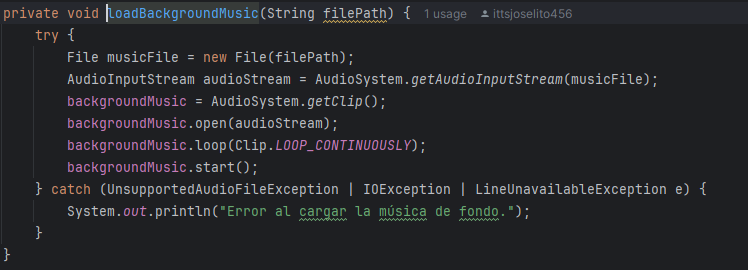 private void loadBackgroundMusic(String filePath) { 1 usage ittsjoselito456
    try {
        File musicFile = new File(filePath);
        AudioInputStream audioStream = AudioSystem.getAudioInputStream(musicFile);
        backgroundMusic = AudioSystem.getClip();
        backgroundMusic.open(audioStream);
        backgroundMusic.loop(Clip.LOOP_CONTINUOUSLY);
        backgroundMusic.start();
    } catch (UnsupportedAudioFileException | IOException | LineUnavailableException e) {
        System.out.println("Error al cargar la música de fondo.");
    }
}